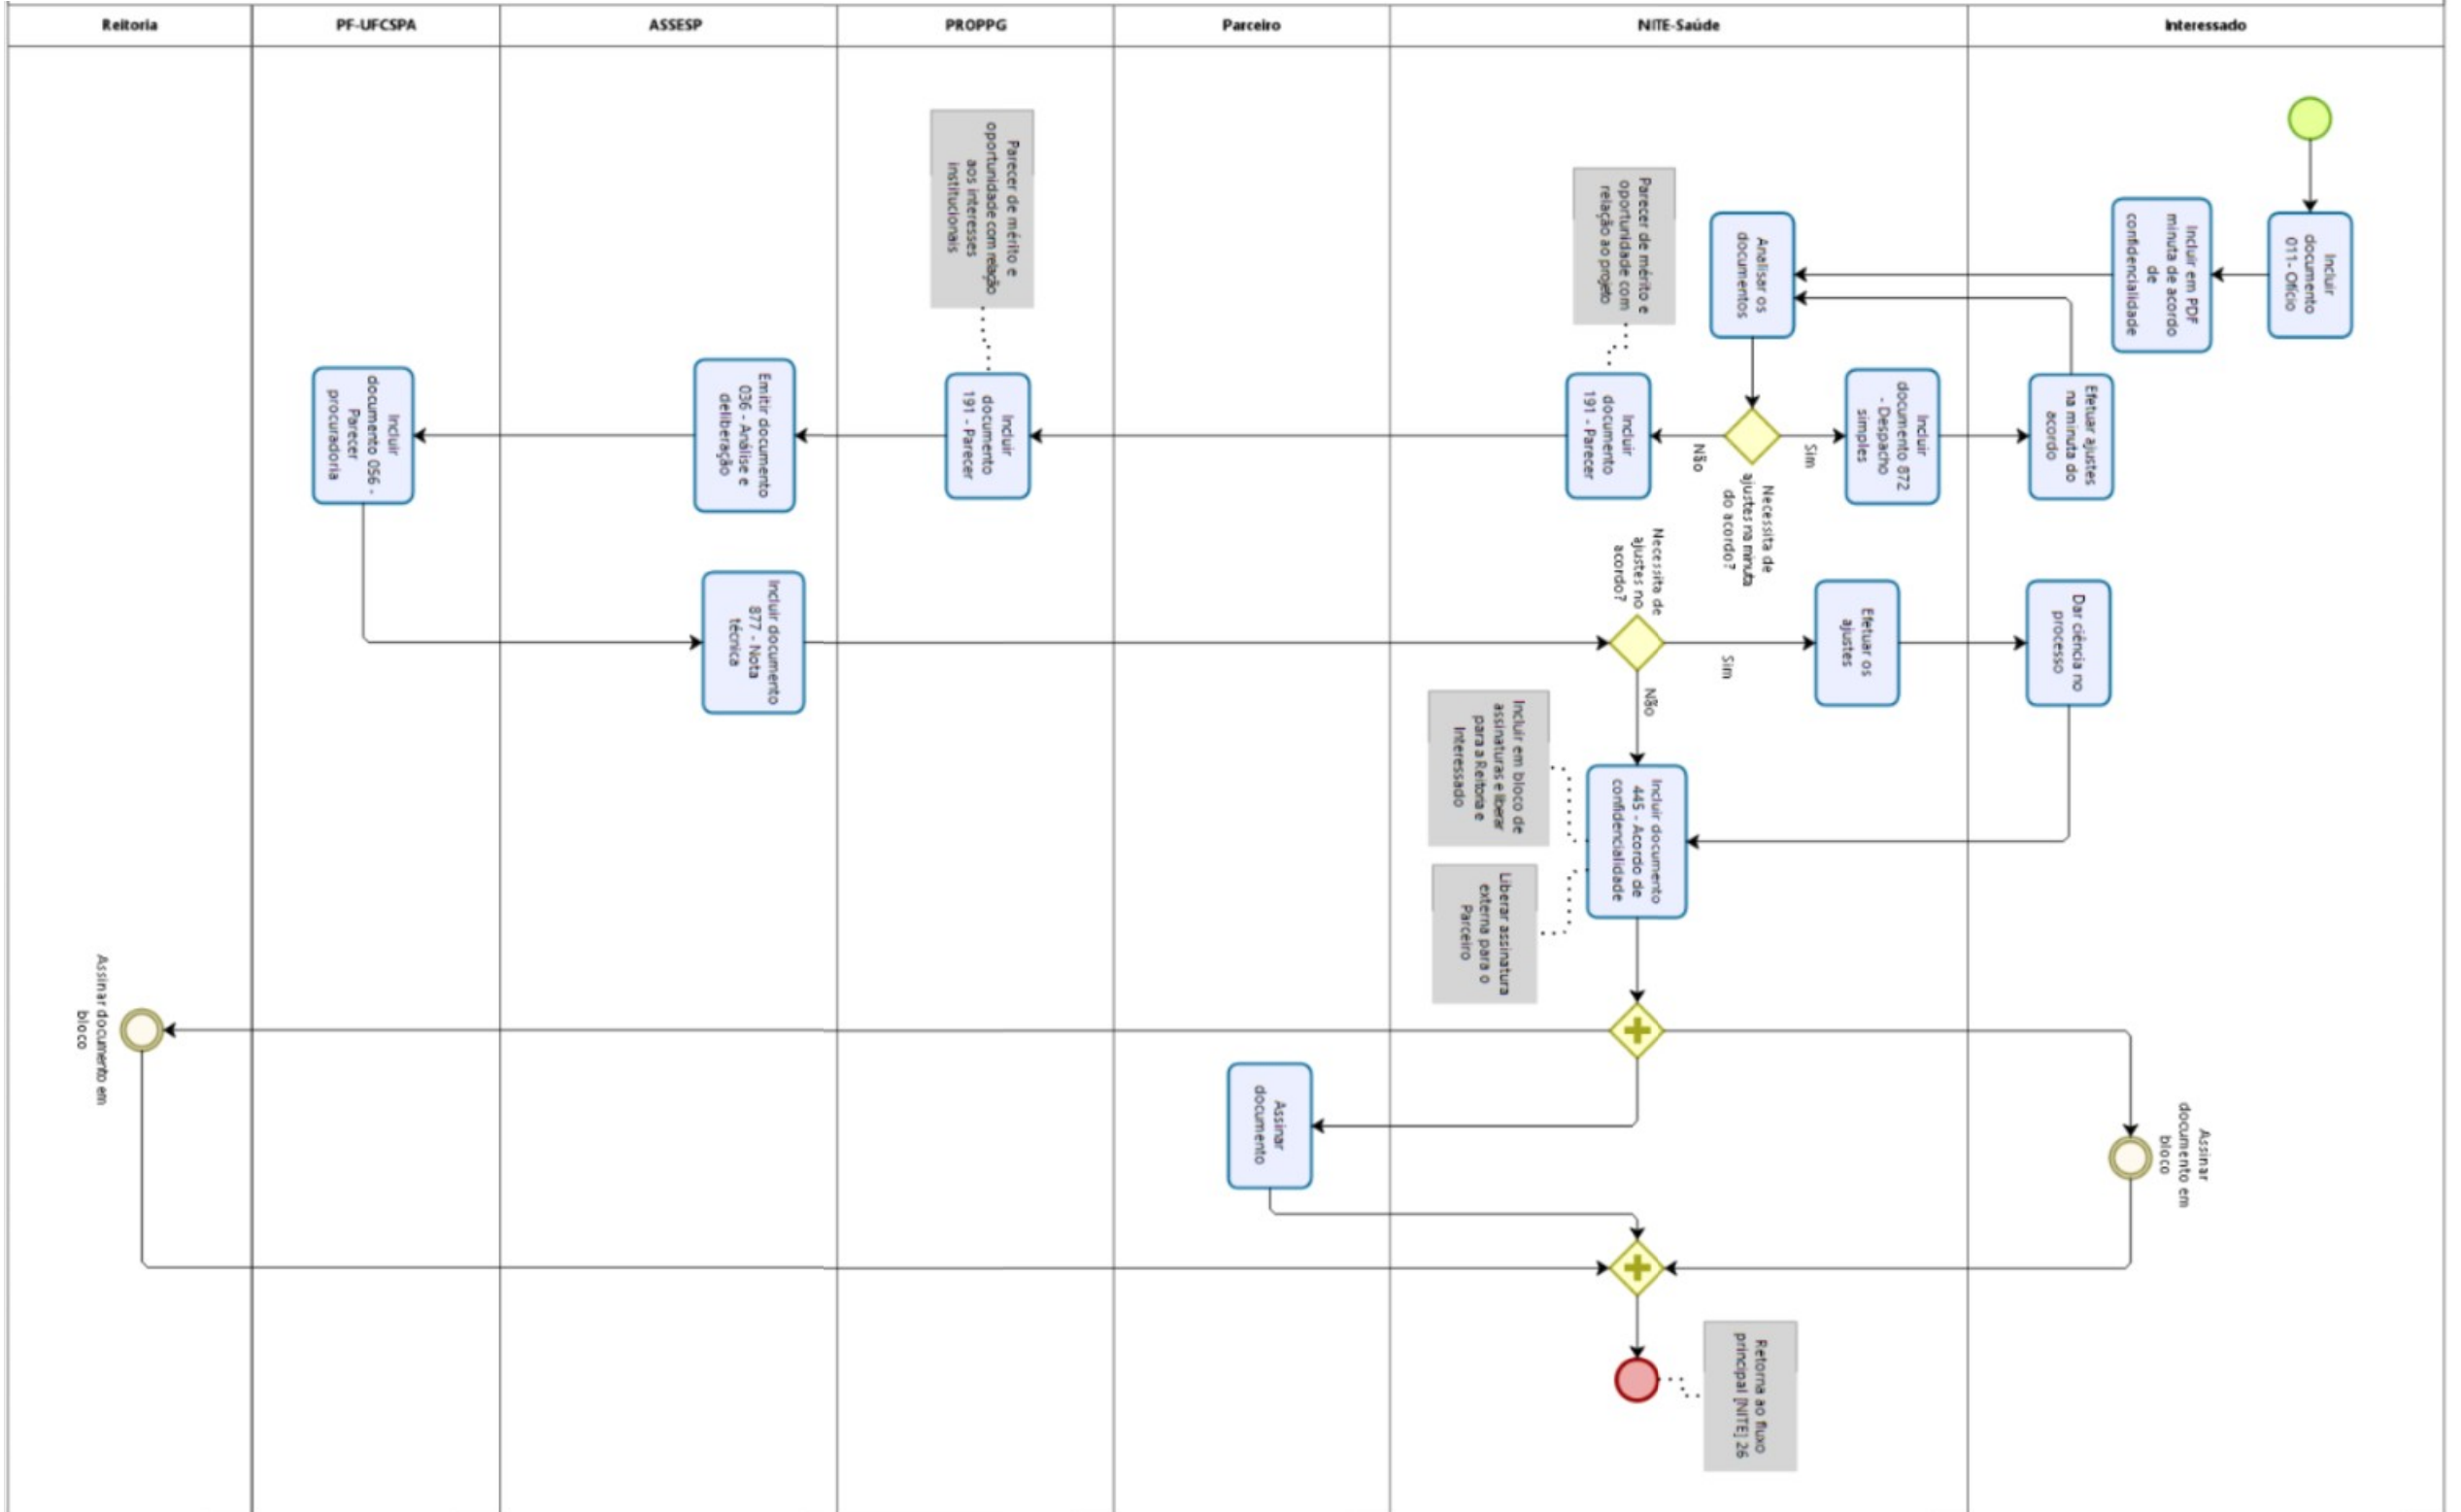 Reitoria
PF-UFCSPA
ASSESP
PROPPG
Parceiro
NITE-Saúde
Interessado
Incluir
documento
011- Ofício
Incluir em PDF
minuta de acordo
de
confidencialidade
Analisar os
documentos
Necessita de
ajustes na minuta
do acordo?
Sim
Incluir
documento 872
- Despacho
simples
Efetuar ajustes
na minuta do
acordo
Não
Incluir
documento
191 - Parecer
Parecer de mérito e
oportunidade com
relação ao projeto
Incluir
documento
191 - Parecer
Parecer de mérito e
oportunidade com relação
aos interesses
institucionais
Emitir documento
036 - Análise e
deliberação
Incluir
documento 056 -
Parecer
procuradoria
Incluir documento
877 - Nota
técnica
Necessita de
ajustes no
acordo?
Sim
Efetuar os
ajustes
Dar ciência no
processo
Não
Incluir documento
445 - Acordo de
confidencialidade
Incluir em bloco de
assinaturas e liberar
para a Reitoria e
Interessado
Liberar assinatura
externa para o
Parceiro
Assinar documento em
bloco
Assinar
documento
Assinar
documento em
bloco
Retorna ao fluxo
principal [NITE] 26